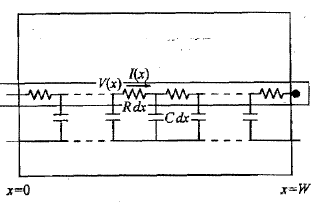 I(x)
V(x)
R dx
C dx
x=0
x=W